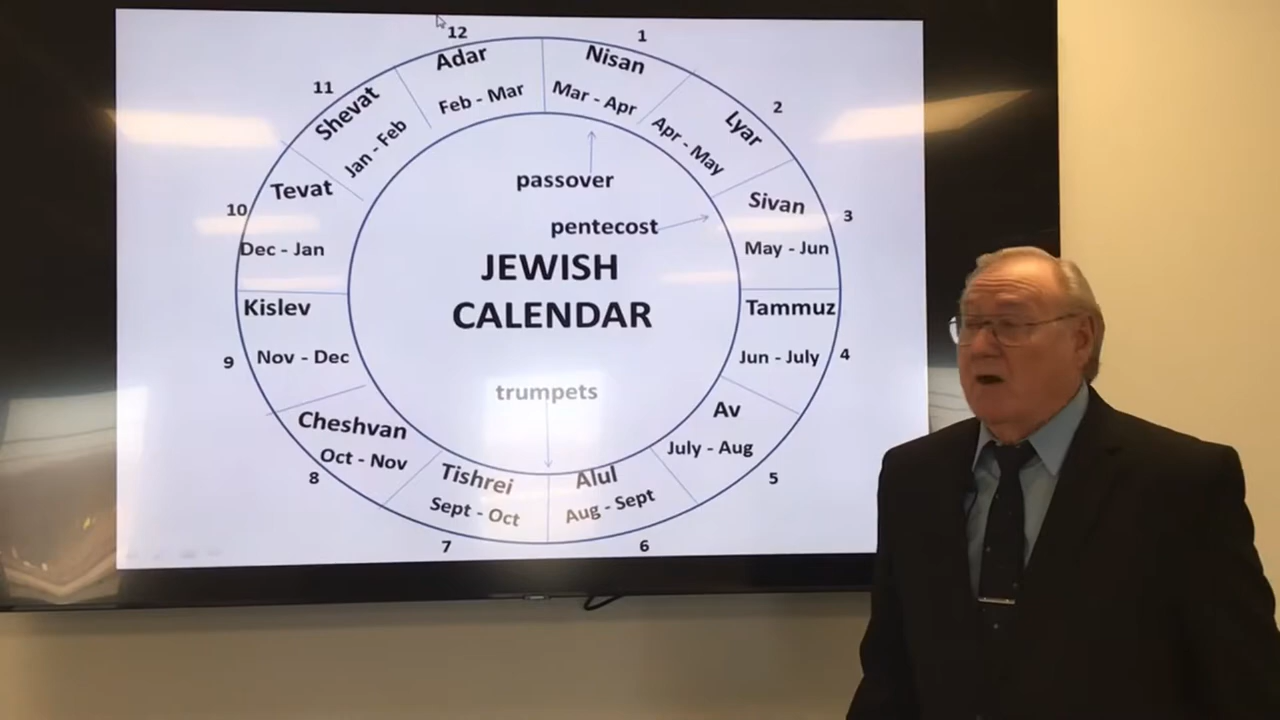 12
Adar
Feb - Mar
1
Nisan
Mar - Apr
2
Lyar
Apr - May
3
Sivan
May - Jun
4
Tammuz
Jun - July
5
Av
July - Aug
6
Alul
Aug - Sept
7
Tishrei
Sept - Oct
8
Cheshvan
Oct - Nov
9
Kislev
Nov - Dec
10
Tevat
Dec - Jan
11
Shevat
Jan - Feb
passover
pentecost
JEWISH
CALENDAR
trumpets